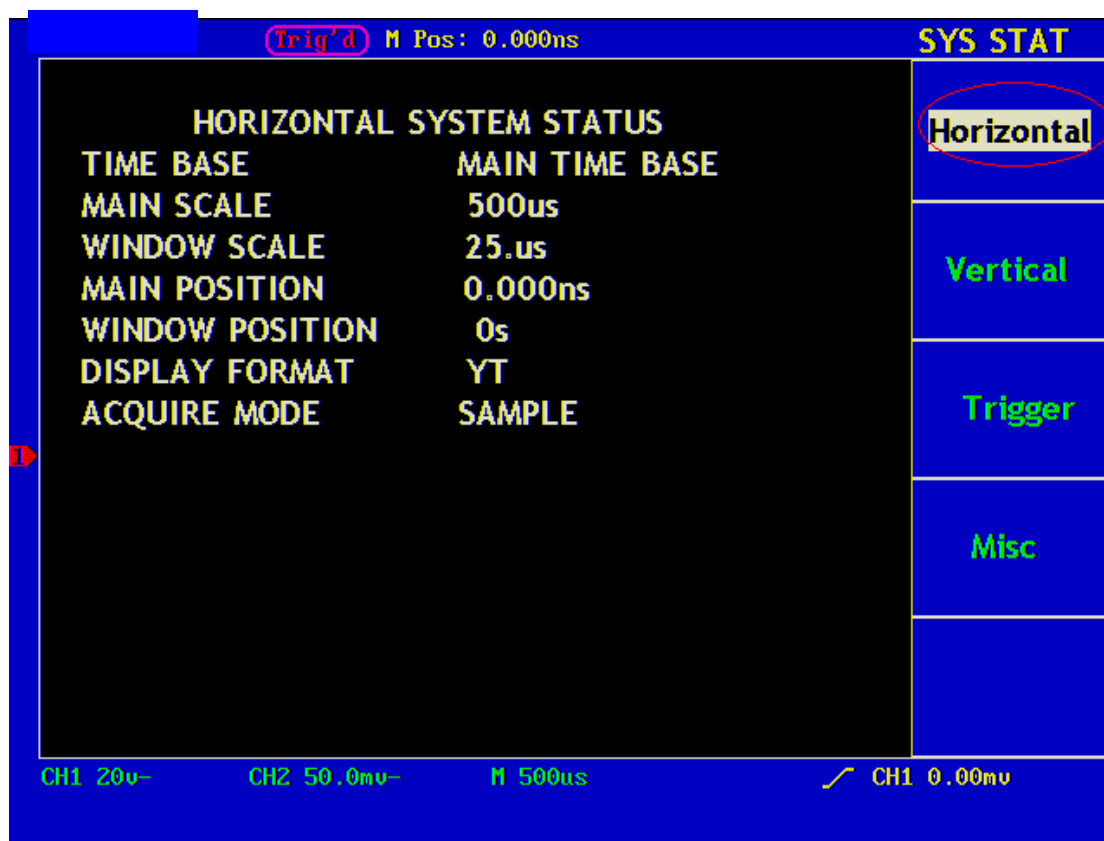 Trig'd M Pos: 0.000ns SYS STAT
HORIZONTAL SYSTEM STATUS
TIME BASE MAIN TIME BASE
MAIN SCALE 500us
WINDOW SCALE 25.us
MAIN POSITION 0.000ns
WINDOW POSITION 0s
DISPLAY FORMAT YT
ACQUIRE MODE SAMPLE
Horizontal
Vertical
Trigger
Misc
1
CH1 20v- CH2 50.0mv- M 500us CH1 0.00mv